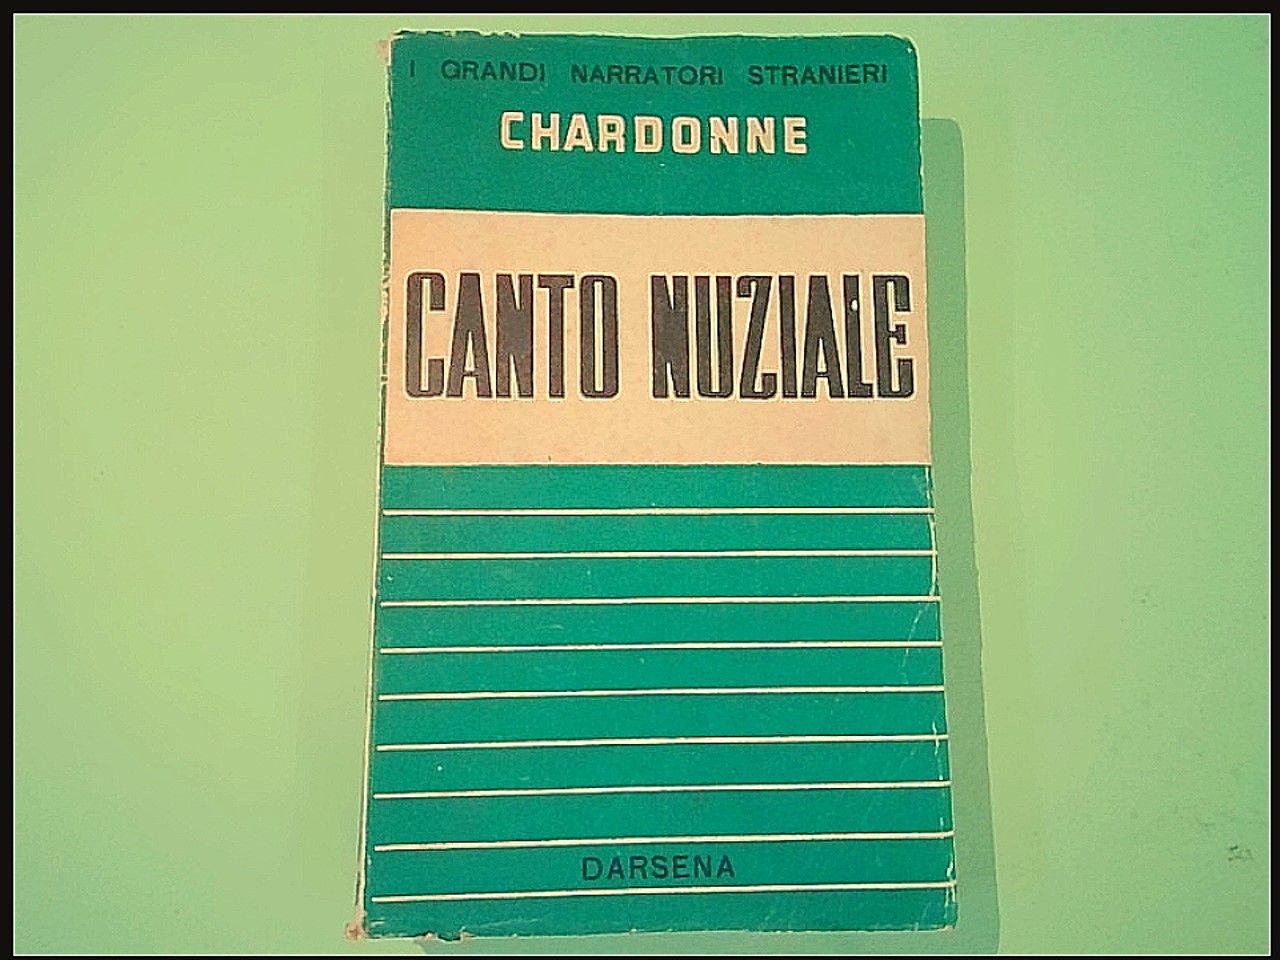 I GRANDI NARRATORI STRANIERI
CHARDONNE
CANTO NUZIALE
DARSENA